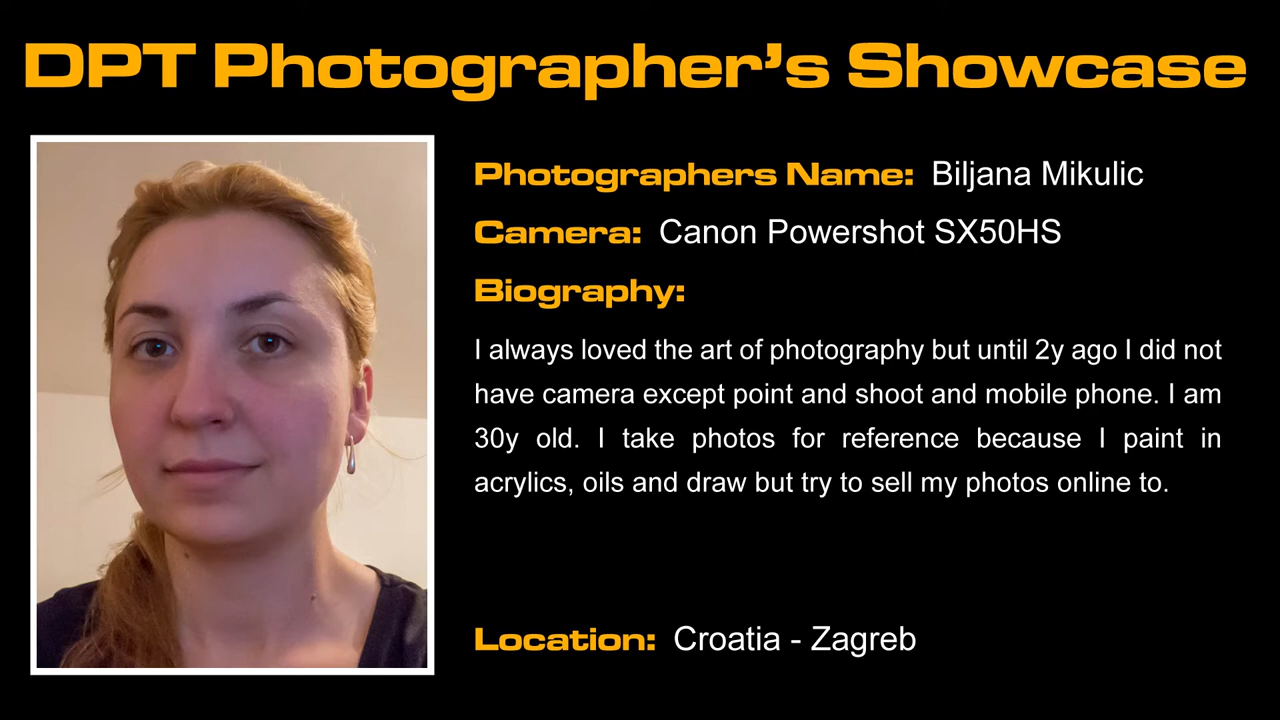 DPT Photographer’s Showcase
Photographers Name: Biljana Mikulic
Camera: Canon Powershot SX50HS
Biography:
I always loved the art of photography but until 2y ago I did not
have camera except point and shoot and mobile phone. I am
30y old. I take photos for reference because I paint in
acrylics, oils and draw but try to sell my photos online to.
Location: Croatia - Zagreb